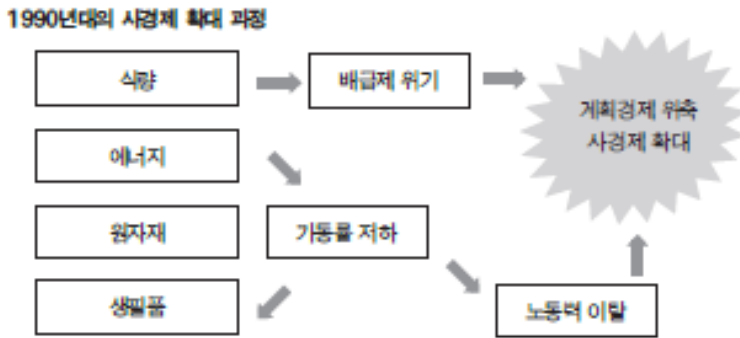 1990년대의 사경제 확대 과정
식량
배급제 위기
계획경제 위축
사경제 확대
에너지
원자재
가동률 저하
생필품
노동력 이탈